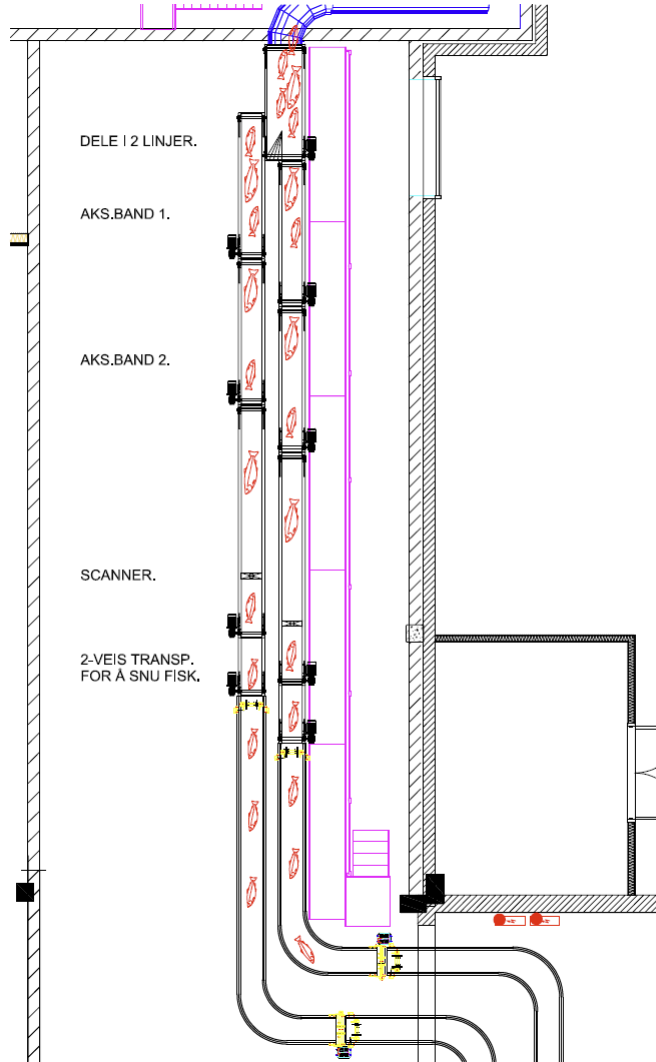 DELE I 2 LINJER.
AKS.BAND 1.
AKS.BAND 2.
SCANNER.
2-VEIS TRANSP.
FOR Å SNU FISK.